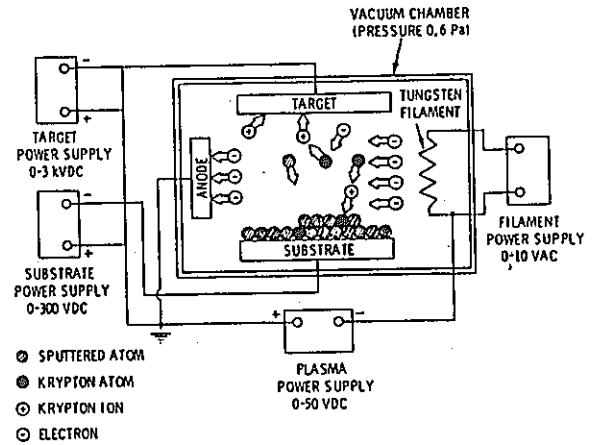 VACUUM CHAMBER
(PRESSURE 0,6 Pa)
-
+
TARGET
POWER SUPPLY
0-3 kVDC
TARGET
TUNGSTEN
FILAMENT
ANODE
-
+
SUBSTRATE
POWER SUPPLY
0-300 VDC
SUBSTRATE
FILAMENT
POWER SUPPLY
0-10 VAC
+
-
PLASMA
POWER SUPPLY
0-50 VDC
SPUTTERED ATOM
KRYPTON ATOM
KRYPTON ION
ELECTRON